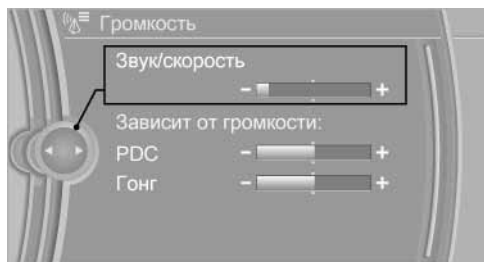 Громкость
Звук/скорость
- +
Зависит от громкости:
PDC - +
Гонг - +